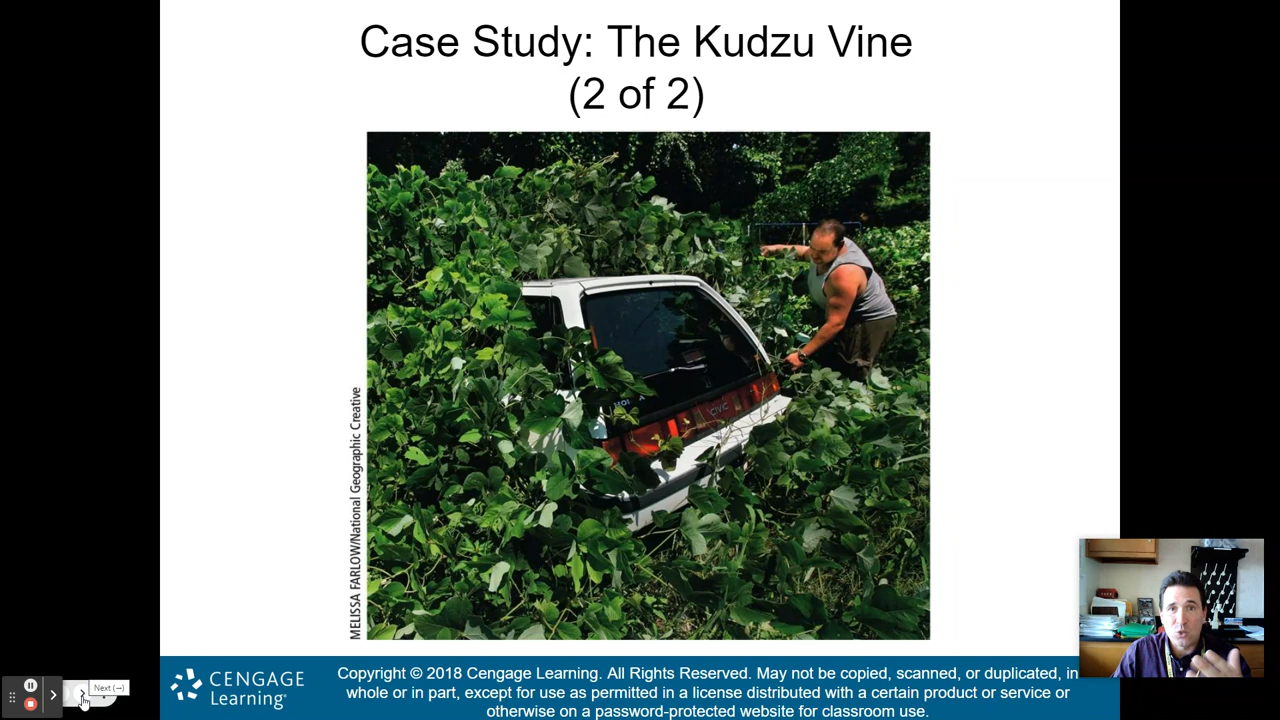 Case Study: The Kudzu Vine
(2 of 2)
MELISSA FARLOW/National Geographic Creative
CIVIC
CENGAGE
Learning
Copyright © 2018 Cengage Learning. All Rights Reserved. May not be copied, scanned, or duplicated, in
whole or in part, except for use as permitted in a license distributed with a certain product or service or
otherwise on a password-protected website for classroom use.
Next (→)